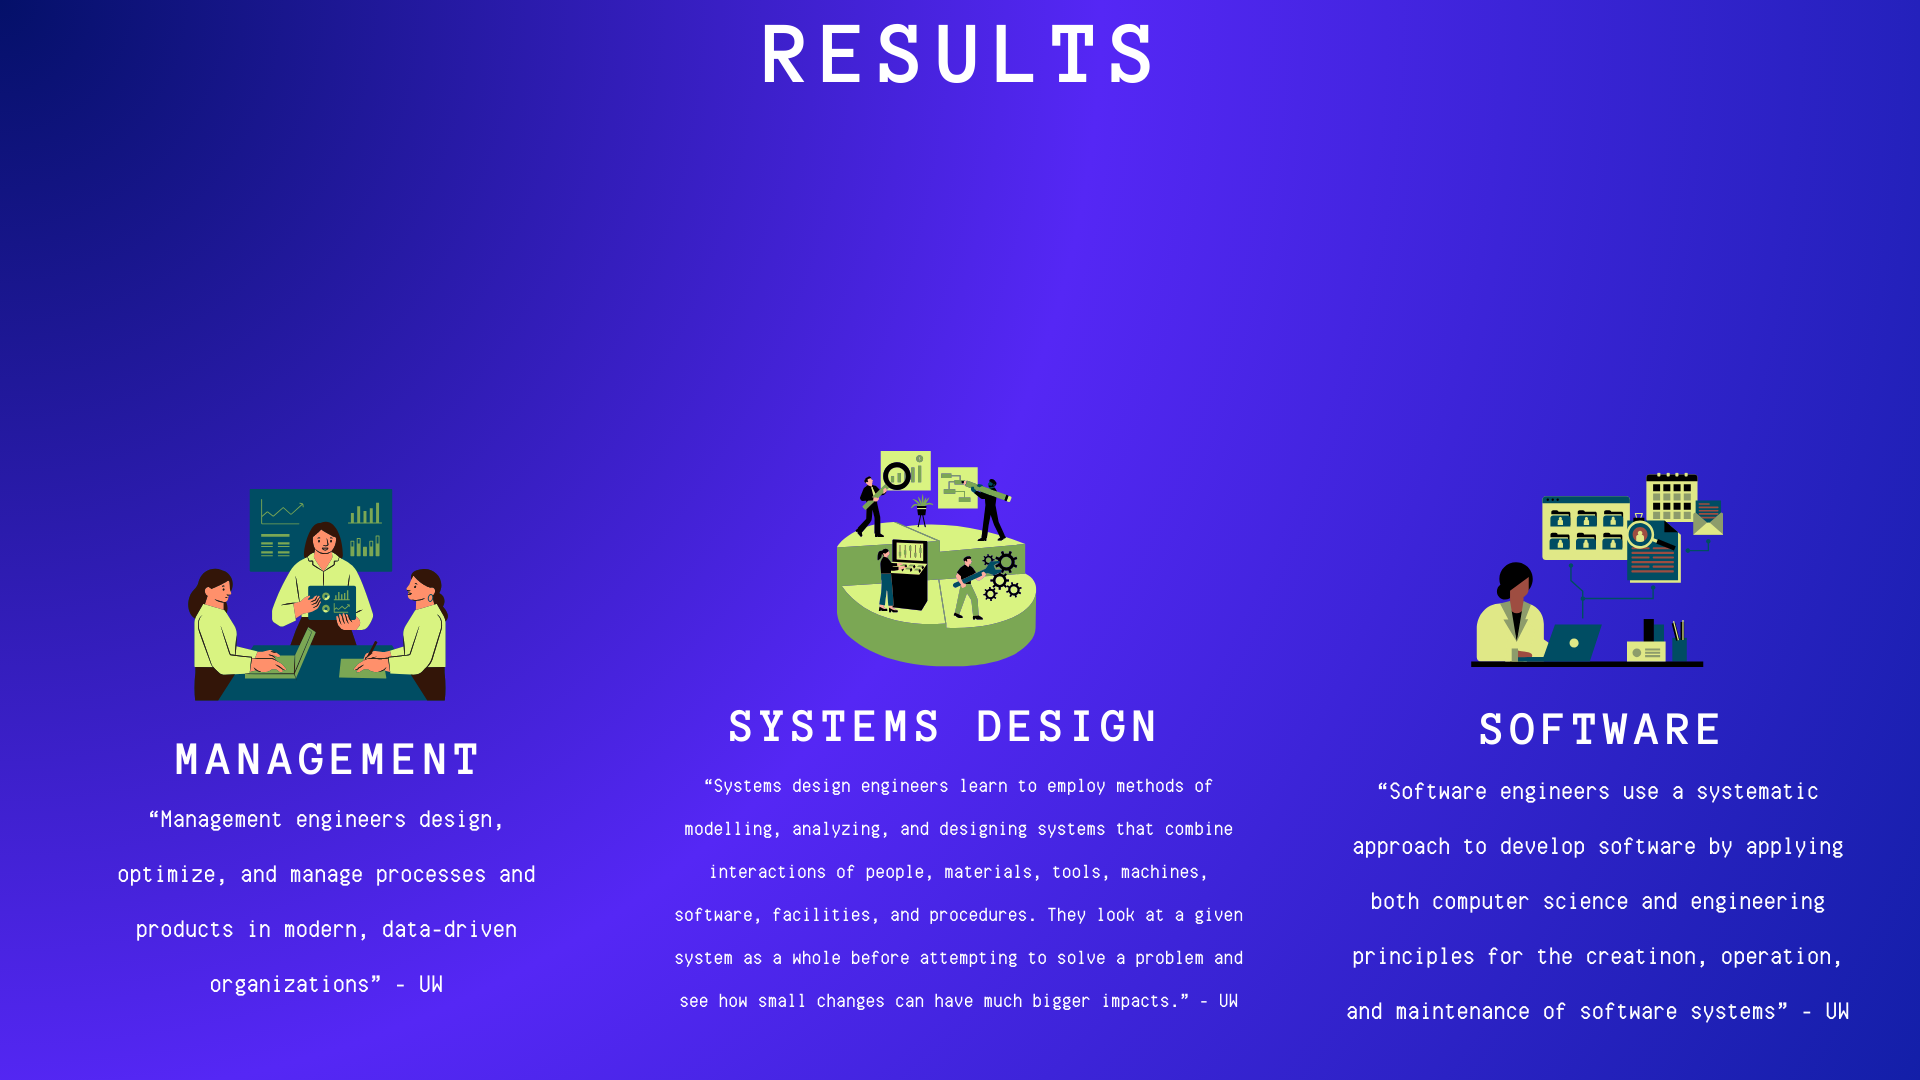 RESULTS
MANAGEMENT
“Management engineers design,
optimize, and manage processes and
products in modern, data-driven
organizations” - UW
SYSTEMS DESIGN
“Systems design engineers learn to employ methods of
modelling, analyzing, and designing systems that combine
interactions of people, materials, tools, machines,
software, facilities, and procedures. They look at a given
system as a whole before attempting to solve a problem and
see how small changes can have much bigger impacts.” - UW
SOFTWARE
“Software engineers use a systematic
approach to develop software by applying
both computer science and engineering
principles for the creatinon, operation,
and maintenance of software systems” - UW